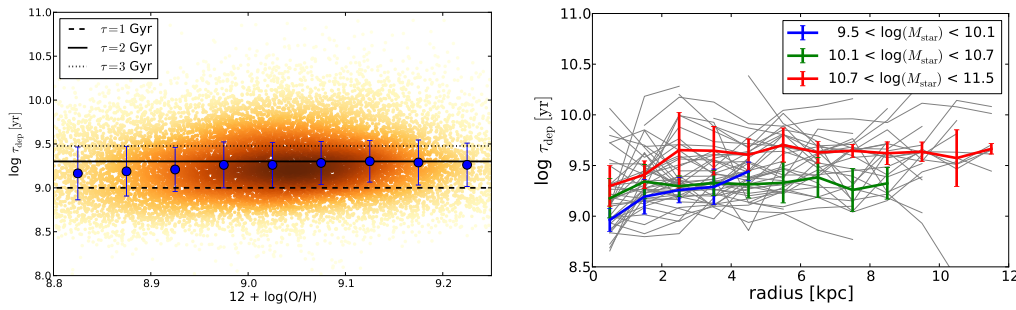 τ=1 Gyr
τ=2 Gyr
τ=3 Gyr
log τdep [yr]
11.0
10.5
10.0
9.5
9.0
8.5
8.0
8.8 8.9 9.0 9.1 9.2
12 + log(O/H)
9.5 < log(Mstar) < 10.1
10.1 < log(Mstar) < 10.7
10.7 < log(Mstar) < 11.5
log τdep [yr]
11.0
10.5
10.0
9.5
9.0
8.5
0 2 4 6 8 10 12
radius [kpc]